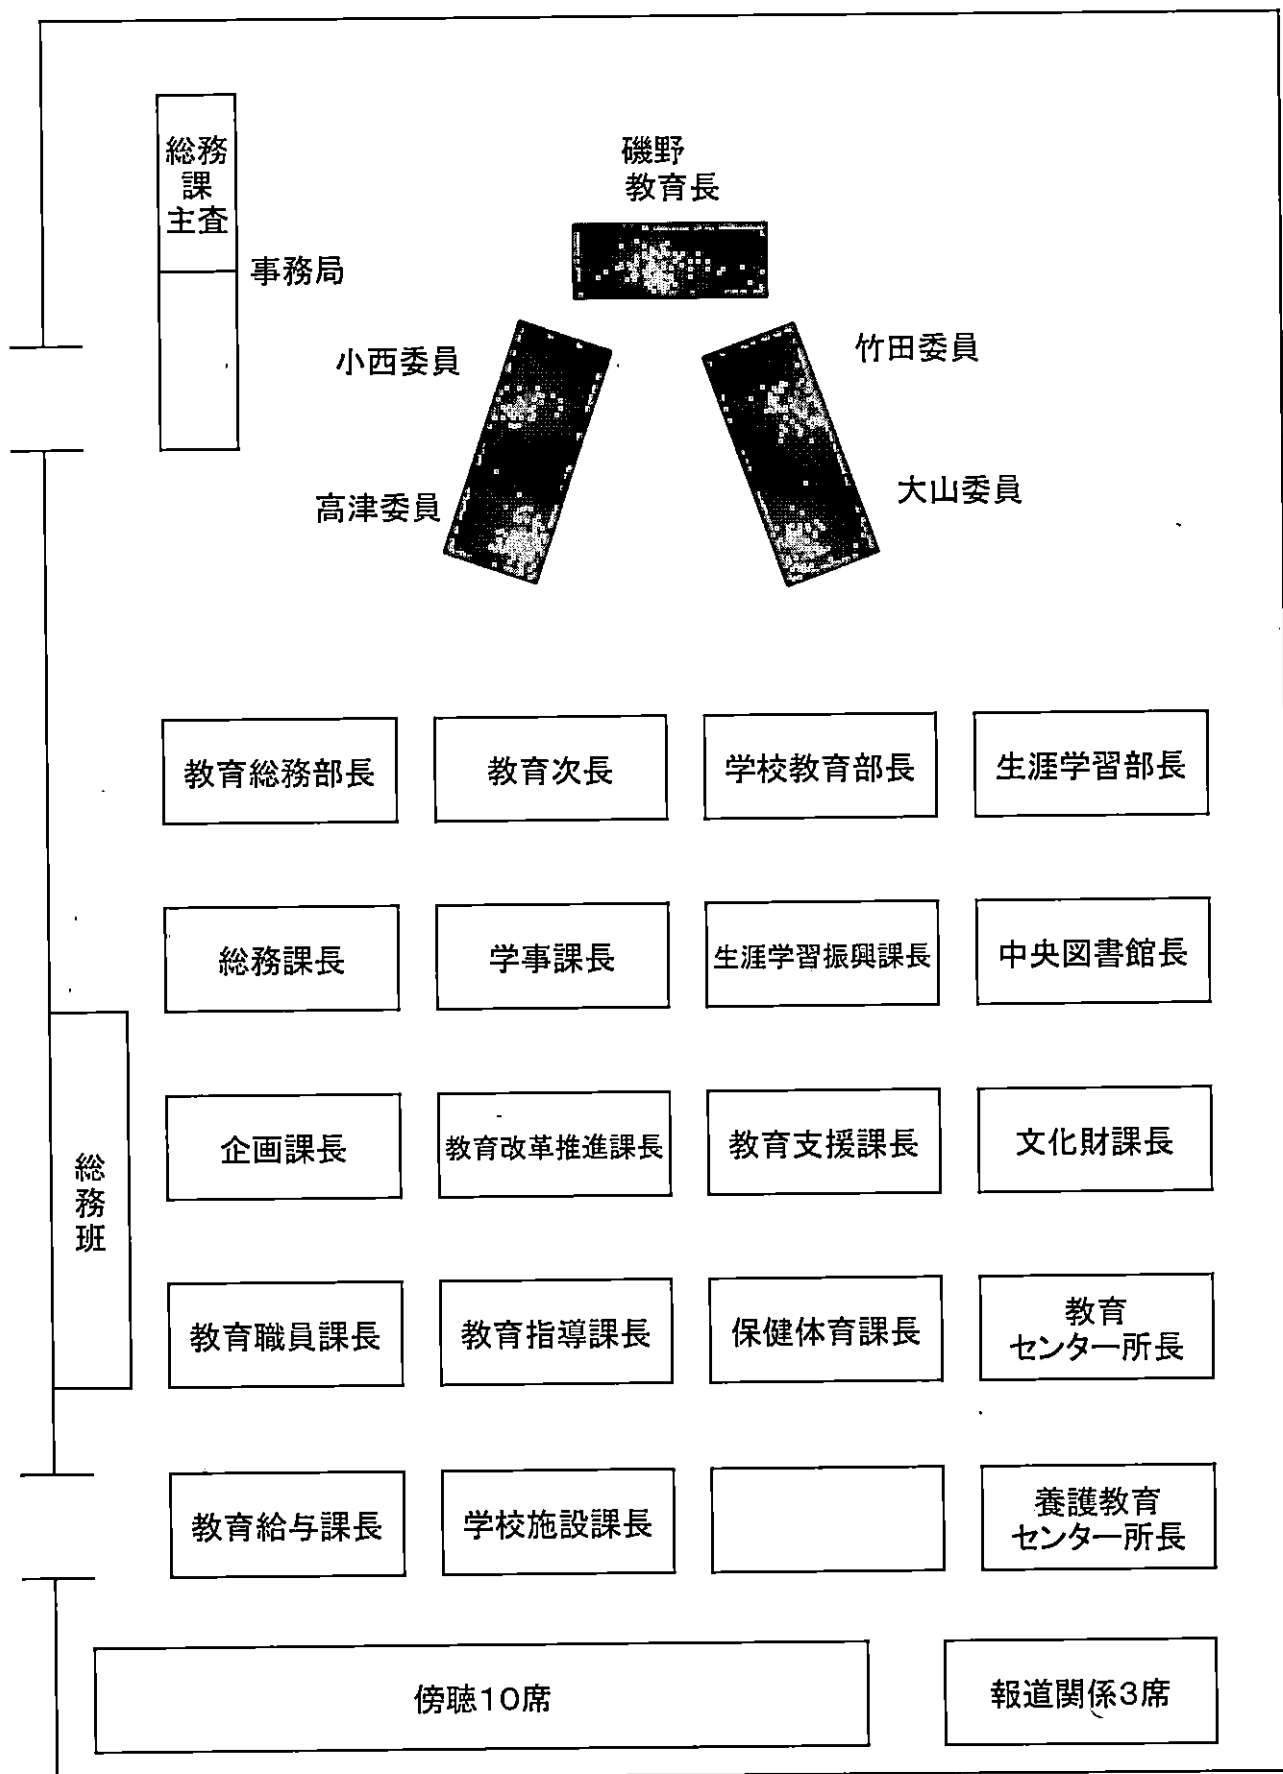 総務
課
主査
事務局
磯野
教育長
小西委員
竹田委員
高津委員
大山委員
教育総務部長
教育次長
学校教育部長
生涯学習部長
総務課長
学事課長
生涯学習振興課長
中央図書館長
企画課長
教育改革推進課長
教育支援課長
文化財課長
総務班
教育職員課長
教育指導課長
保健体育課長
教育
センター所長
教育給与課長
学校施設課長
養護教育
センター所長
傍聴10席
報道関係3席